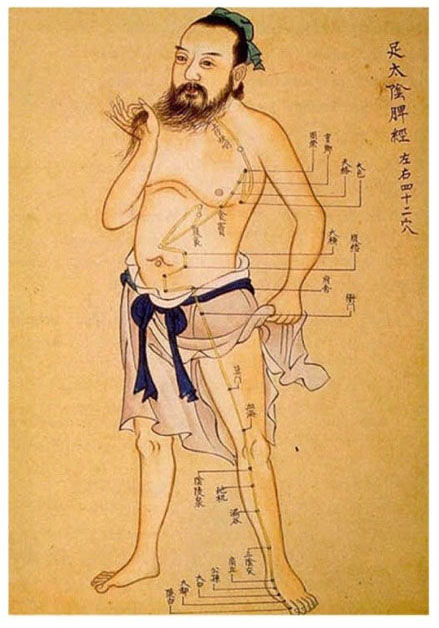 足太陰脾經
左右四十二穴
周榮
胷鄉
天谿
大包
食竇
腹哀
大橫
腹結
府舍
衝門
箕門
血海
陰陵泉
地机
漏谷
三陰交
商丘
公孫
太白
大都
隱白